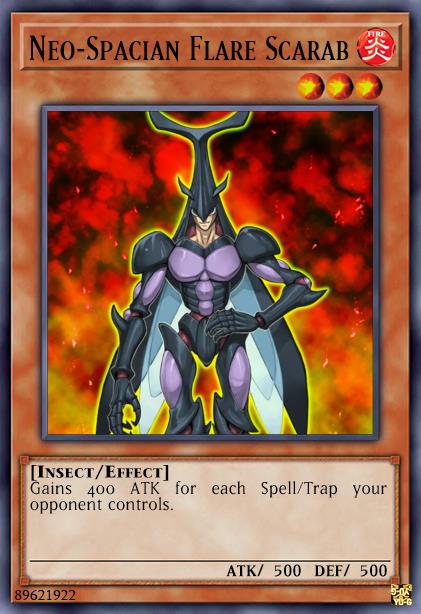 Neo-Spacian Flare Scarab
FIRE
炎
[Insect/Effect]
Gains 400 ATK for each Spell/Trap your
opponent controls.
ATK/ 500 DEF/ 500
89621922